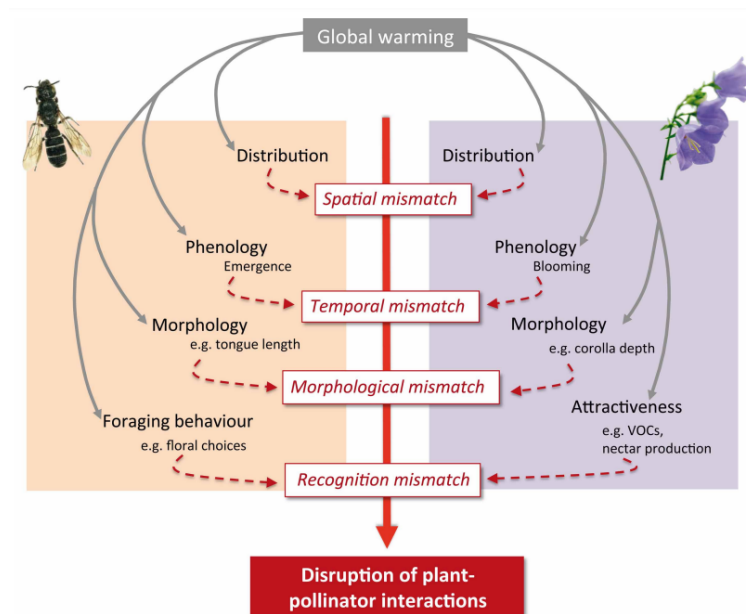 Global warming
Distribution
Distribution
Spatial mismatch
Phenology
Emergence
Phenology
Blooming
Temporal mismatch
Morphology
e.g. tongue length
Morphology
e.g. corolla depth
Morphological mismatch
Foraging behaviour
e.g. floral choices
Attractiveness
e.g. VOCs,
nectar production
Recognition mismatch
Disruption of plant-
pollinator interactions